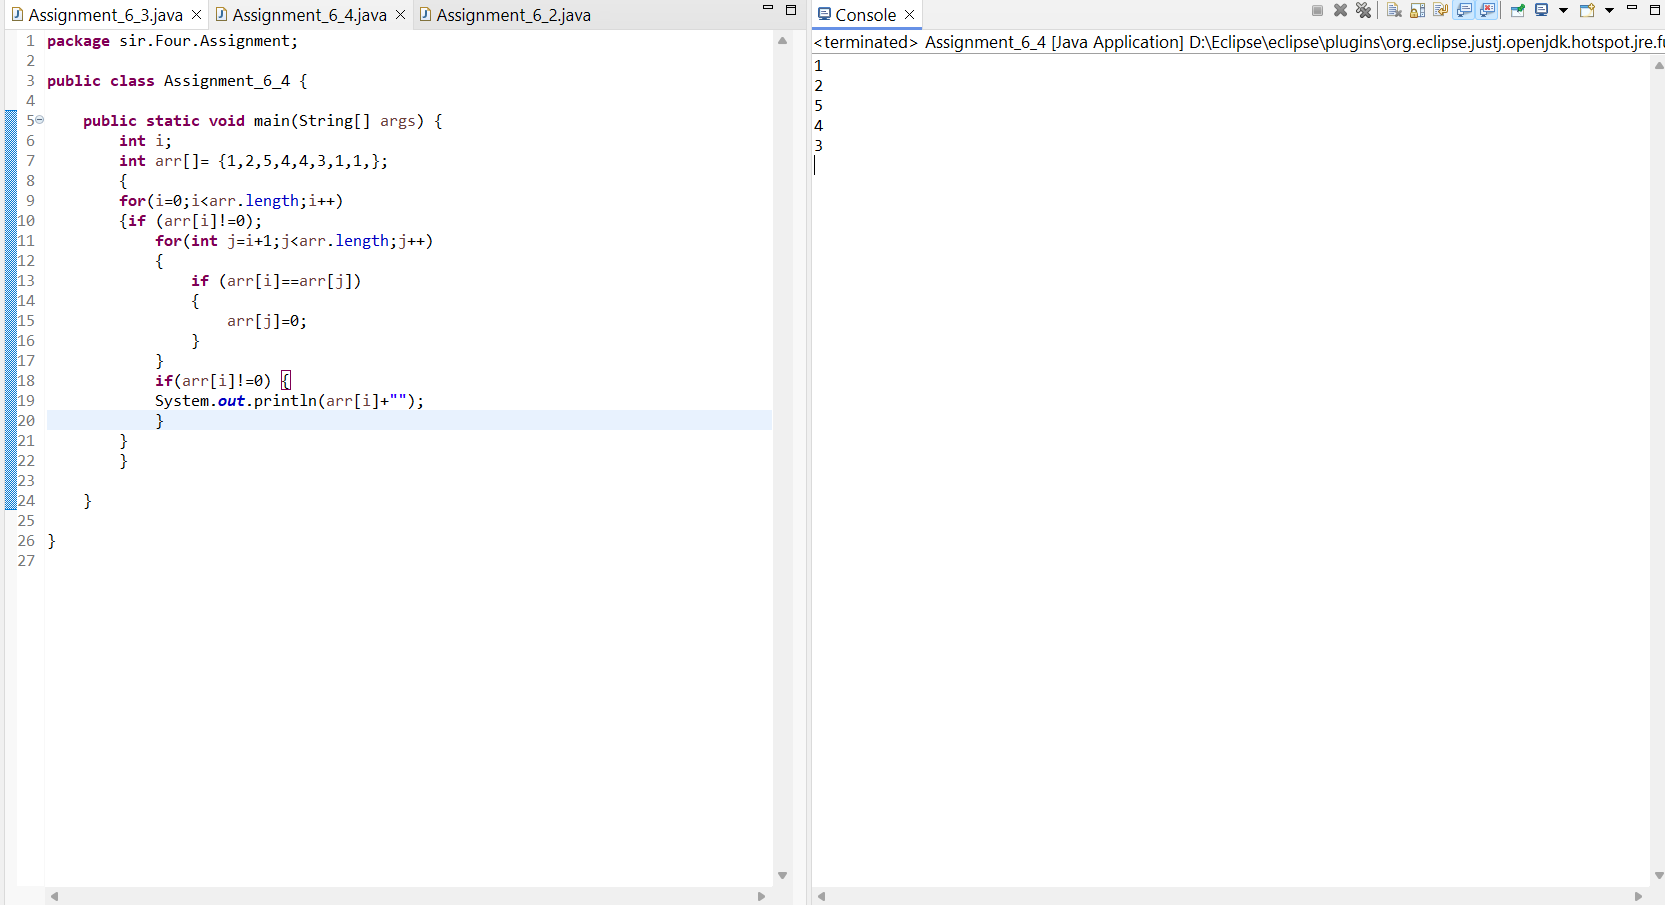 Assignment_6_3.java Assignment_6_4.java Assignment_6_2.java
1 package sir.Four.Assignment;
2
3 public class Assignment_6_4 {
4
5 public static void main(String[] args) {
6 int i;
7 int arr[]= {1,2,5,4,4,3,1,1,};
8 {
9 for(i=0;i<arr.length;i++)
10 {if (arr[i]!=0);
11 for(int j=i+1;j<arr.length;j++)
12 {
13 if (arr[i]==arr[j])
14 {
15 arr[j]=0;
16 }
17 }
18 if(arr[i]!=0) {
19 System.out.println(arr[i]+"");
20 }
21 }
22 }
23
24 }
25
26 }
27
Console
<terminated> Assignment_6_4 [Java Application] D:\Eclipse\eclipse\plugins\org.eclipse.justj.openjdk.hotspot.jre.fu
1
2
5
4
3